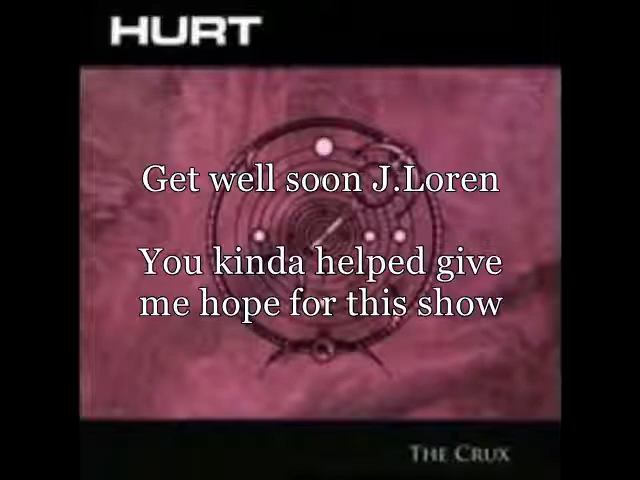 HURT
Get well soon J.Loren
You kinda helped give
me hope for this show
THE CRUX